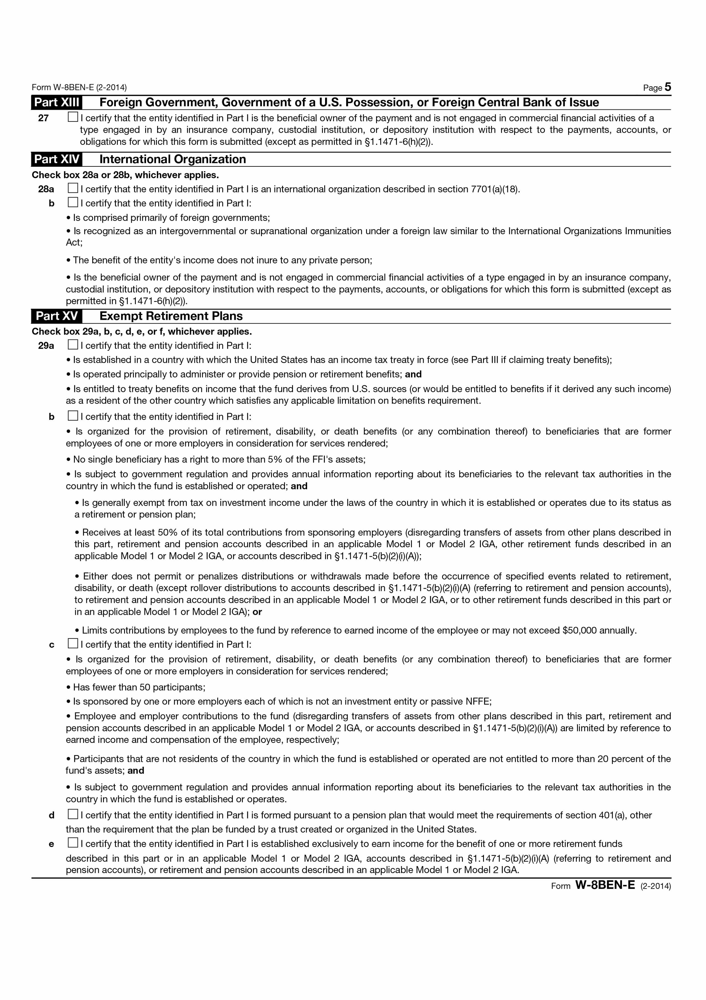 Form W-8BEN-E (2-2014) Page 5
Part XIII Foreign Government, Government of a U.S. Possession, or Foreign Central Bank of Issue
27 I certify that the entity identified in Part I is the beneficial owner of the payment and is not engaged in commercial financial activities of a
type engaged in by an insurance company, custodial institution, or depository institution with respect to the payments, accounts, or
obligations for which this form is submitted (except as permitted in §1.1471-6(h)(2)).
Part XIV International Organization
Check box 28a or 28b, whichever applies.
28a I certify that the entity identified in Part I is an international organization described in section 7701(a)(18).
b I certify that the entity identified in Part I:
• Is comprised primarily of foreign governments;
• Is recognized as an intergovernmental or supranational organization under a foreign law similar to the International Organizations Immunities
Act;
• The benefit of the entity's income does not inure to any private person;
• Is the beneficial owner of the payment and is not engaged in commercial financial activities of a type engaged in by an insurance company,
custodial institution, or depository institution with respect to the payments, accounts, or obligations for which this form is submitted (except as
permitted in §1.1471-6(h)(2)).
Part XV Exempt Retirement Plans
Check box 29a, b, c, d, e, or f, whichever applies.
29a I certify that the entity identified in Part I:
• Is established in a country with which the United States has an income tax treaty in force (see Part III if claiming treaty benefits);
• Is operated principally to administer or provide pension or retirement benefits; and
• Is entitled to treaty benefits on income that the fund derives from U.S. sources (or would be entitled to benefits if it derived any such income)
as a resident of the other country which satisfies any applicable limitation on benefits requirement.
b I certify that the entity identified in Part I:
• Is organized for the provision of retirement, disability, or death benefits (or any combination thereof) to beneficiaries that are former
employees of one or more employers in consideration for services rendered;
• No single beneficiary has a right to more than 5% of the FFI's assets;
• Is subject to government regulation and provides annual information reporting about its beneficiaries to the relevant tax authorities in the
country in which the fund is established or operated; and
• Is generally exempt from tax on investment income under the laws of the country in which it is established or operates due to its status as
a retirement or pension plan;
• Receives at least 50% of its total contributions from sponsoring employers (disregarding transfers of assets from other plans described in
this part, retirement and pension accounts described in an applicable Model 1 or Model 2 IGA, other retirement funds described in an
applicable Model 1 or Model 2 IGA, or accounts described in §1.1471-5(b)(2)(i)(A));
• Either does not permit or penalizes distributions or withdrawals made before the occurrence of specified events related to retirement,
disability, or death (except rollover distributions to accounts described in §1.1471-5(b)(2)(i)(A) (referring to retirement and pension accounts),
to retirement and pension accounts described in an applicable Model 1 or Model 2 IGA, or to other retirement funds described in this part or
in an applicable Model 1 or Model 2 IGA); or
• Limits contributions by employees to the fund by reference to earned income of the employee or may not exceed $50,000 annually.
c I certify that the entity identified in Part I:
• Is organized for the provision of retirement, disability, or death benefits (or any combination thereof) to beneficiaries that are former
employees of one or more employers in consideration for services rendered;
• Has fewer than 50 participants;
• Is sponsored by one or more employers each of which is not an investment entity or passive NFFE;
• Employee and employer contributions to the fund (disregarding transfers of assets from other plans described in this part, retirement and
pension accounts described in an applicable Model 1 or Model 2 IGA, or accounts described in §1.1471-5(b)(2)(i)(A)) are limited by reference to
earned income and compensation of the employee, respectively;
• Participants that are not residents of the country in which the fund is established or operated are not entitled to more than 20 percent of the
fund's assets; and
• Is subject to government regulation and provides annual information reporting about its beneficiaries to the relevant tax authorities in the
country in which the fund is established or operates.
d I certify that the entity identified in Part I is formed pursuant to a pension plan that would meet the requirements of section 401(a), other
than the requirement that the plan be funded by a trust created or organized in the United States.
e I certify that the entity identified in Part I is established exclusively to earn income for the benefit of one or more retirement funds
described in this part or in an applicable Model 1 or Model 2 IGA, accounts described in §1.1471-5(b)(2)(i)(A) (referring to retirement and
pension accounts), or retirement and pension accounts described in an applicable Model 1 or Model 2 IGA.
Form W-8BEN-E (2-2014)